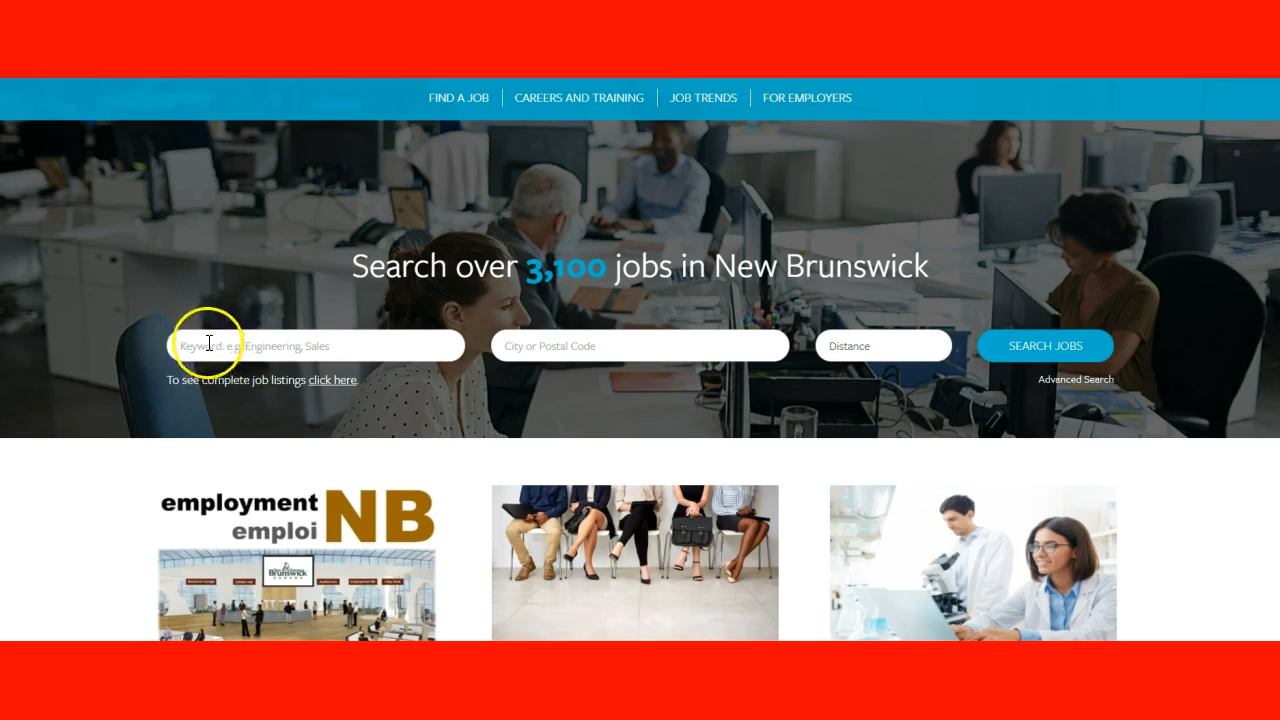 FIND A JOB
CAREERS AND TRAINING
JOB TRENDS
FOR EMPLOYERS
Search over 3,100 jobs in New Brunswick
Keyword: e.g. Engineering, Sales
City or Postal Code
Distance
SEARCH JOBS
To see complete job listings click here.
Advanced Search
employment NB
emploi
Brunswick